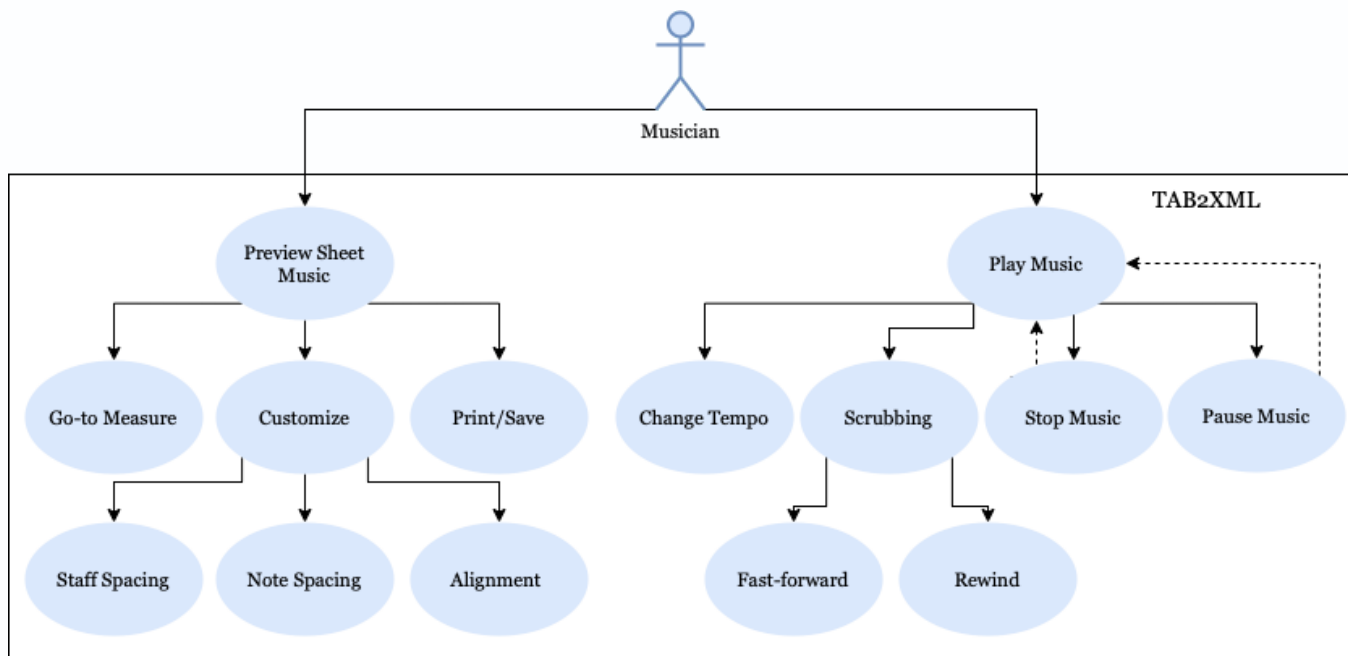 Musician
TAB2XML
Preview Sheet
Music
Play Music
Go-to Measure
Customize
Print/Save
Change Tempo
Scrubbing
Stop Music
Pause Music
Staff Spacing
Note Spacing
Alignment
Fast-forward
Rewind